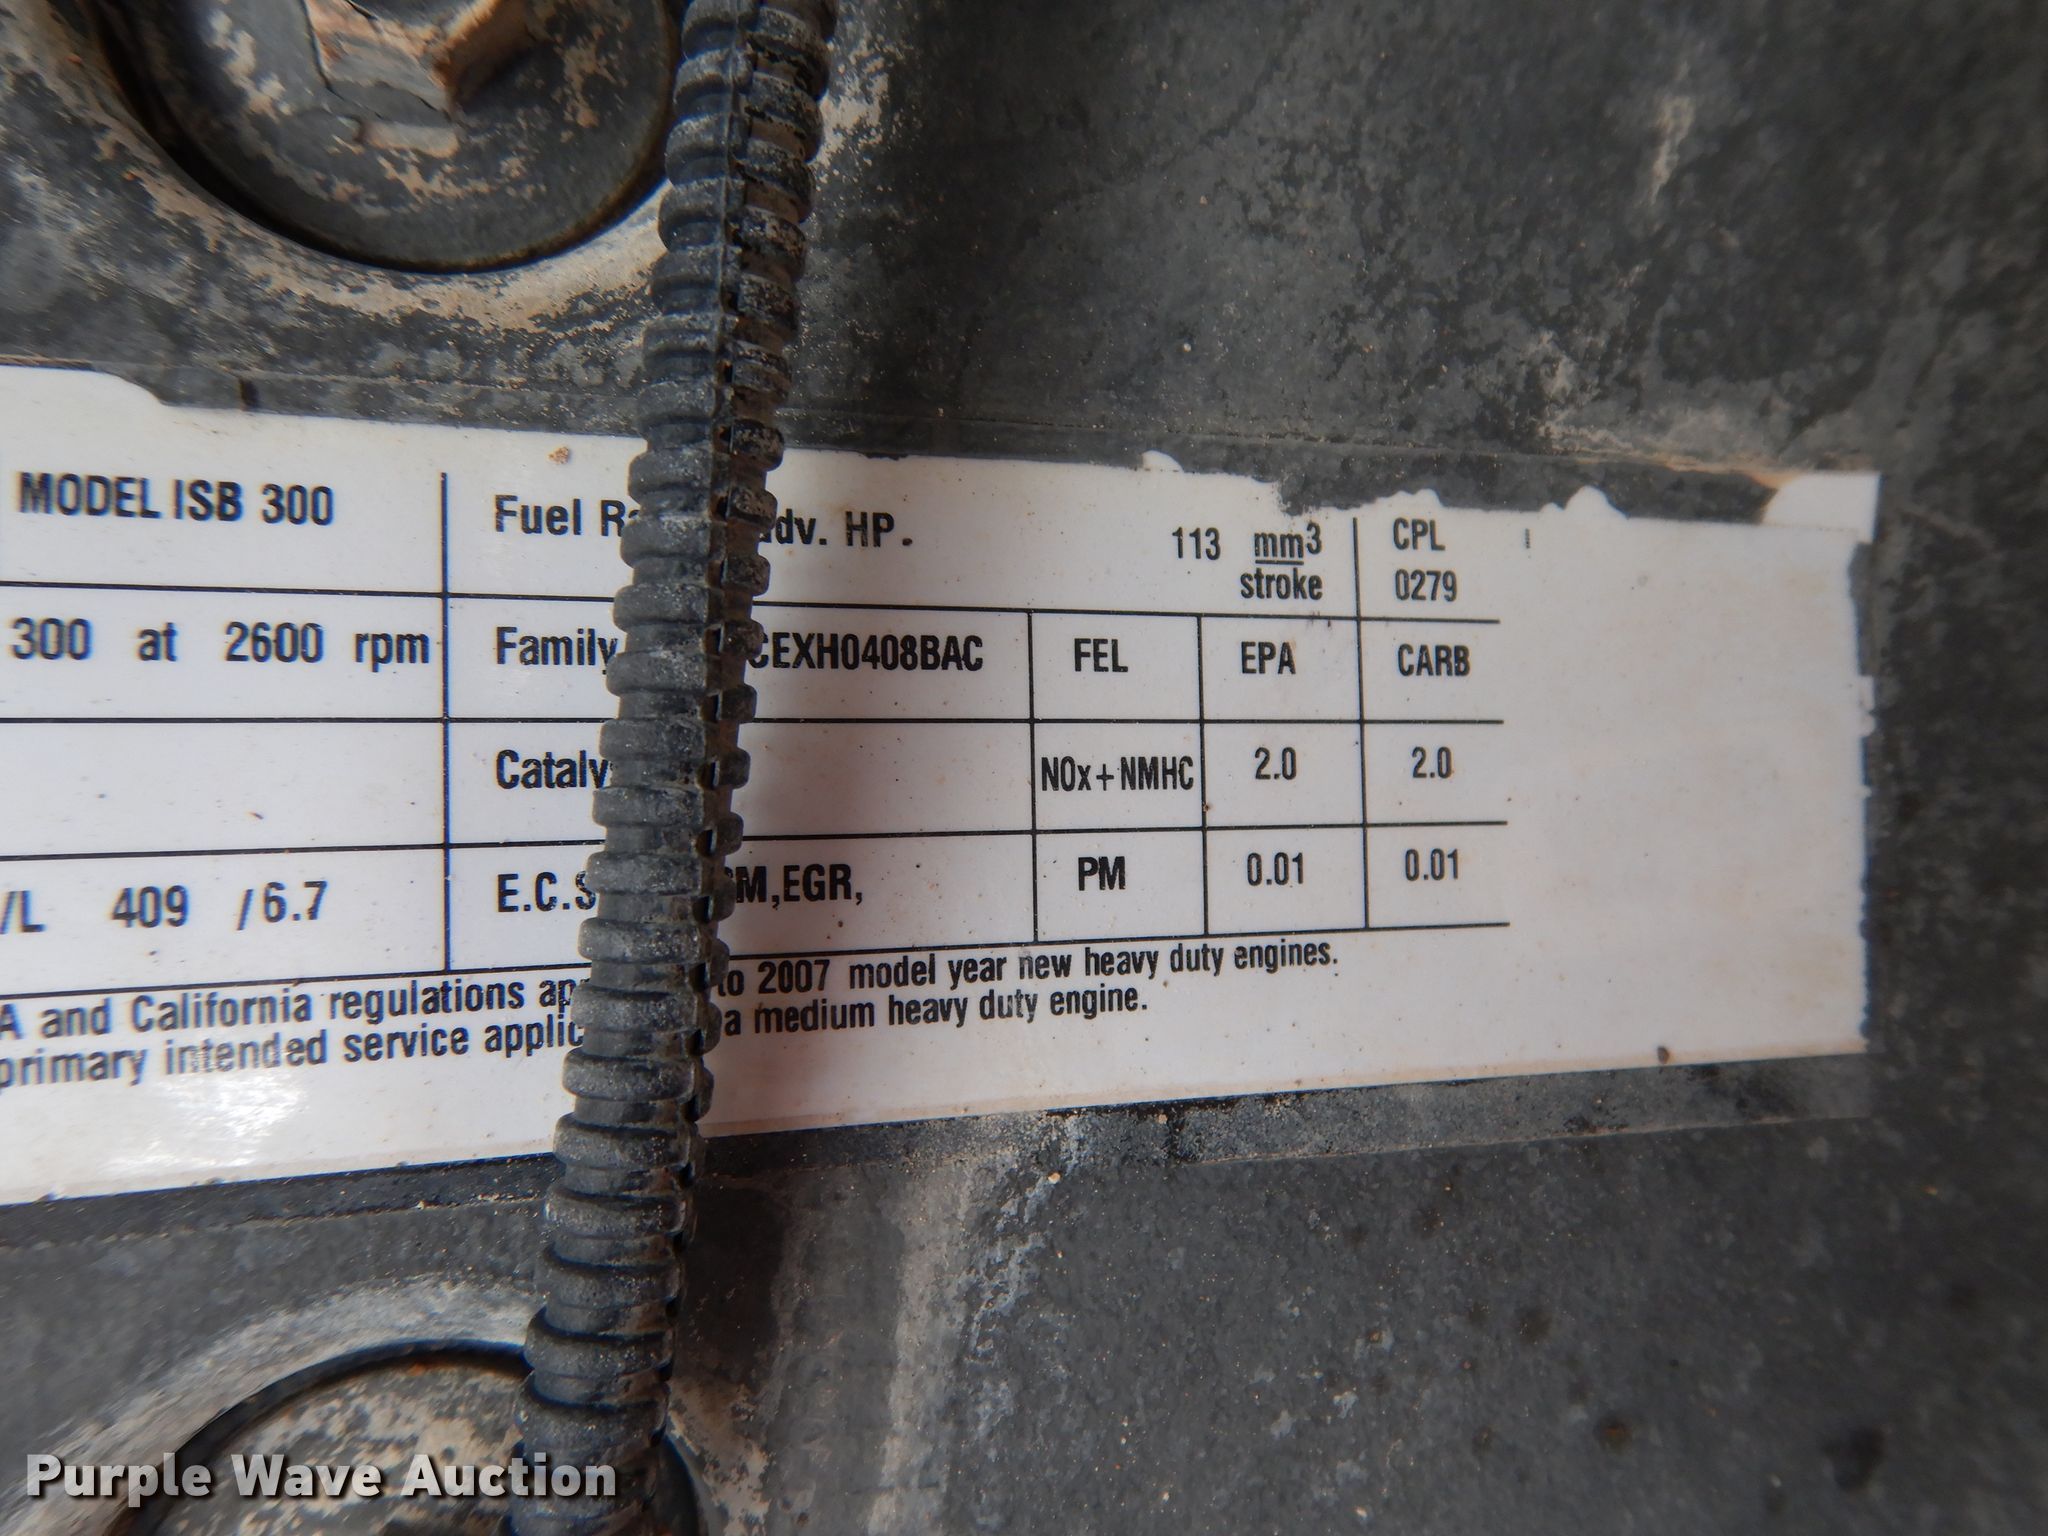 MODEL ISB 300 Fuel R dv. HP. 113 mm3 stroke CPL 0279
300 at 2600 rpm Family CEXH0408BAC FEL EPA CARB
Cataly NOx+NMHC 2.0 2.0
/L 409 /6.7 E.C.S M,EGR, PM 0.01 0.01
A and California regulations ap to 2007 model year new heavy duty engines.
primary intended service applic a medium heavy duty engine.
Purple Wave Auction